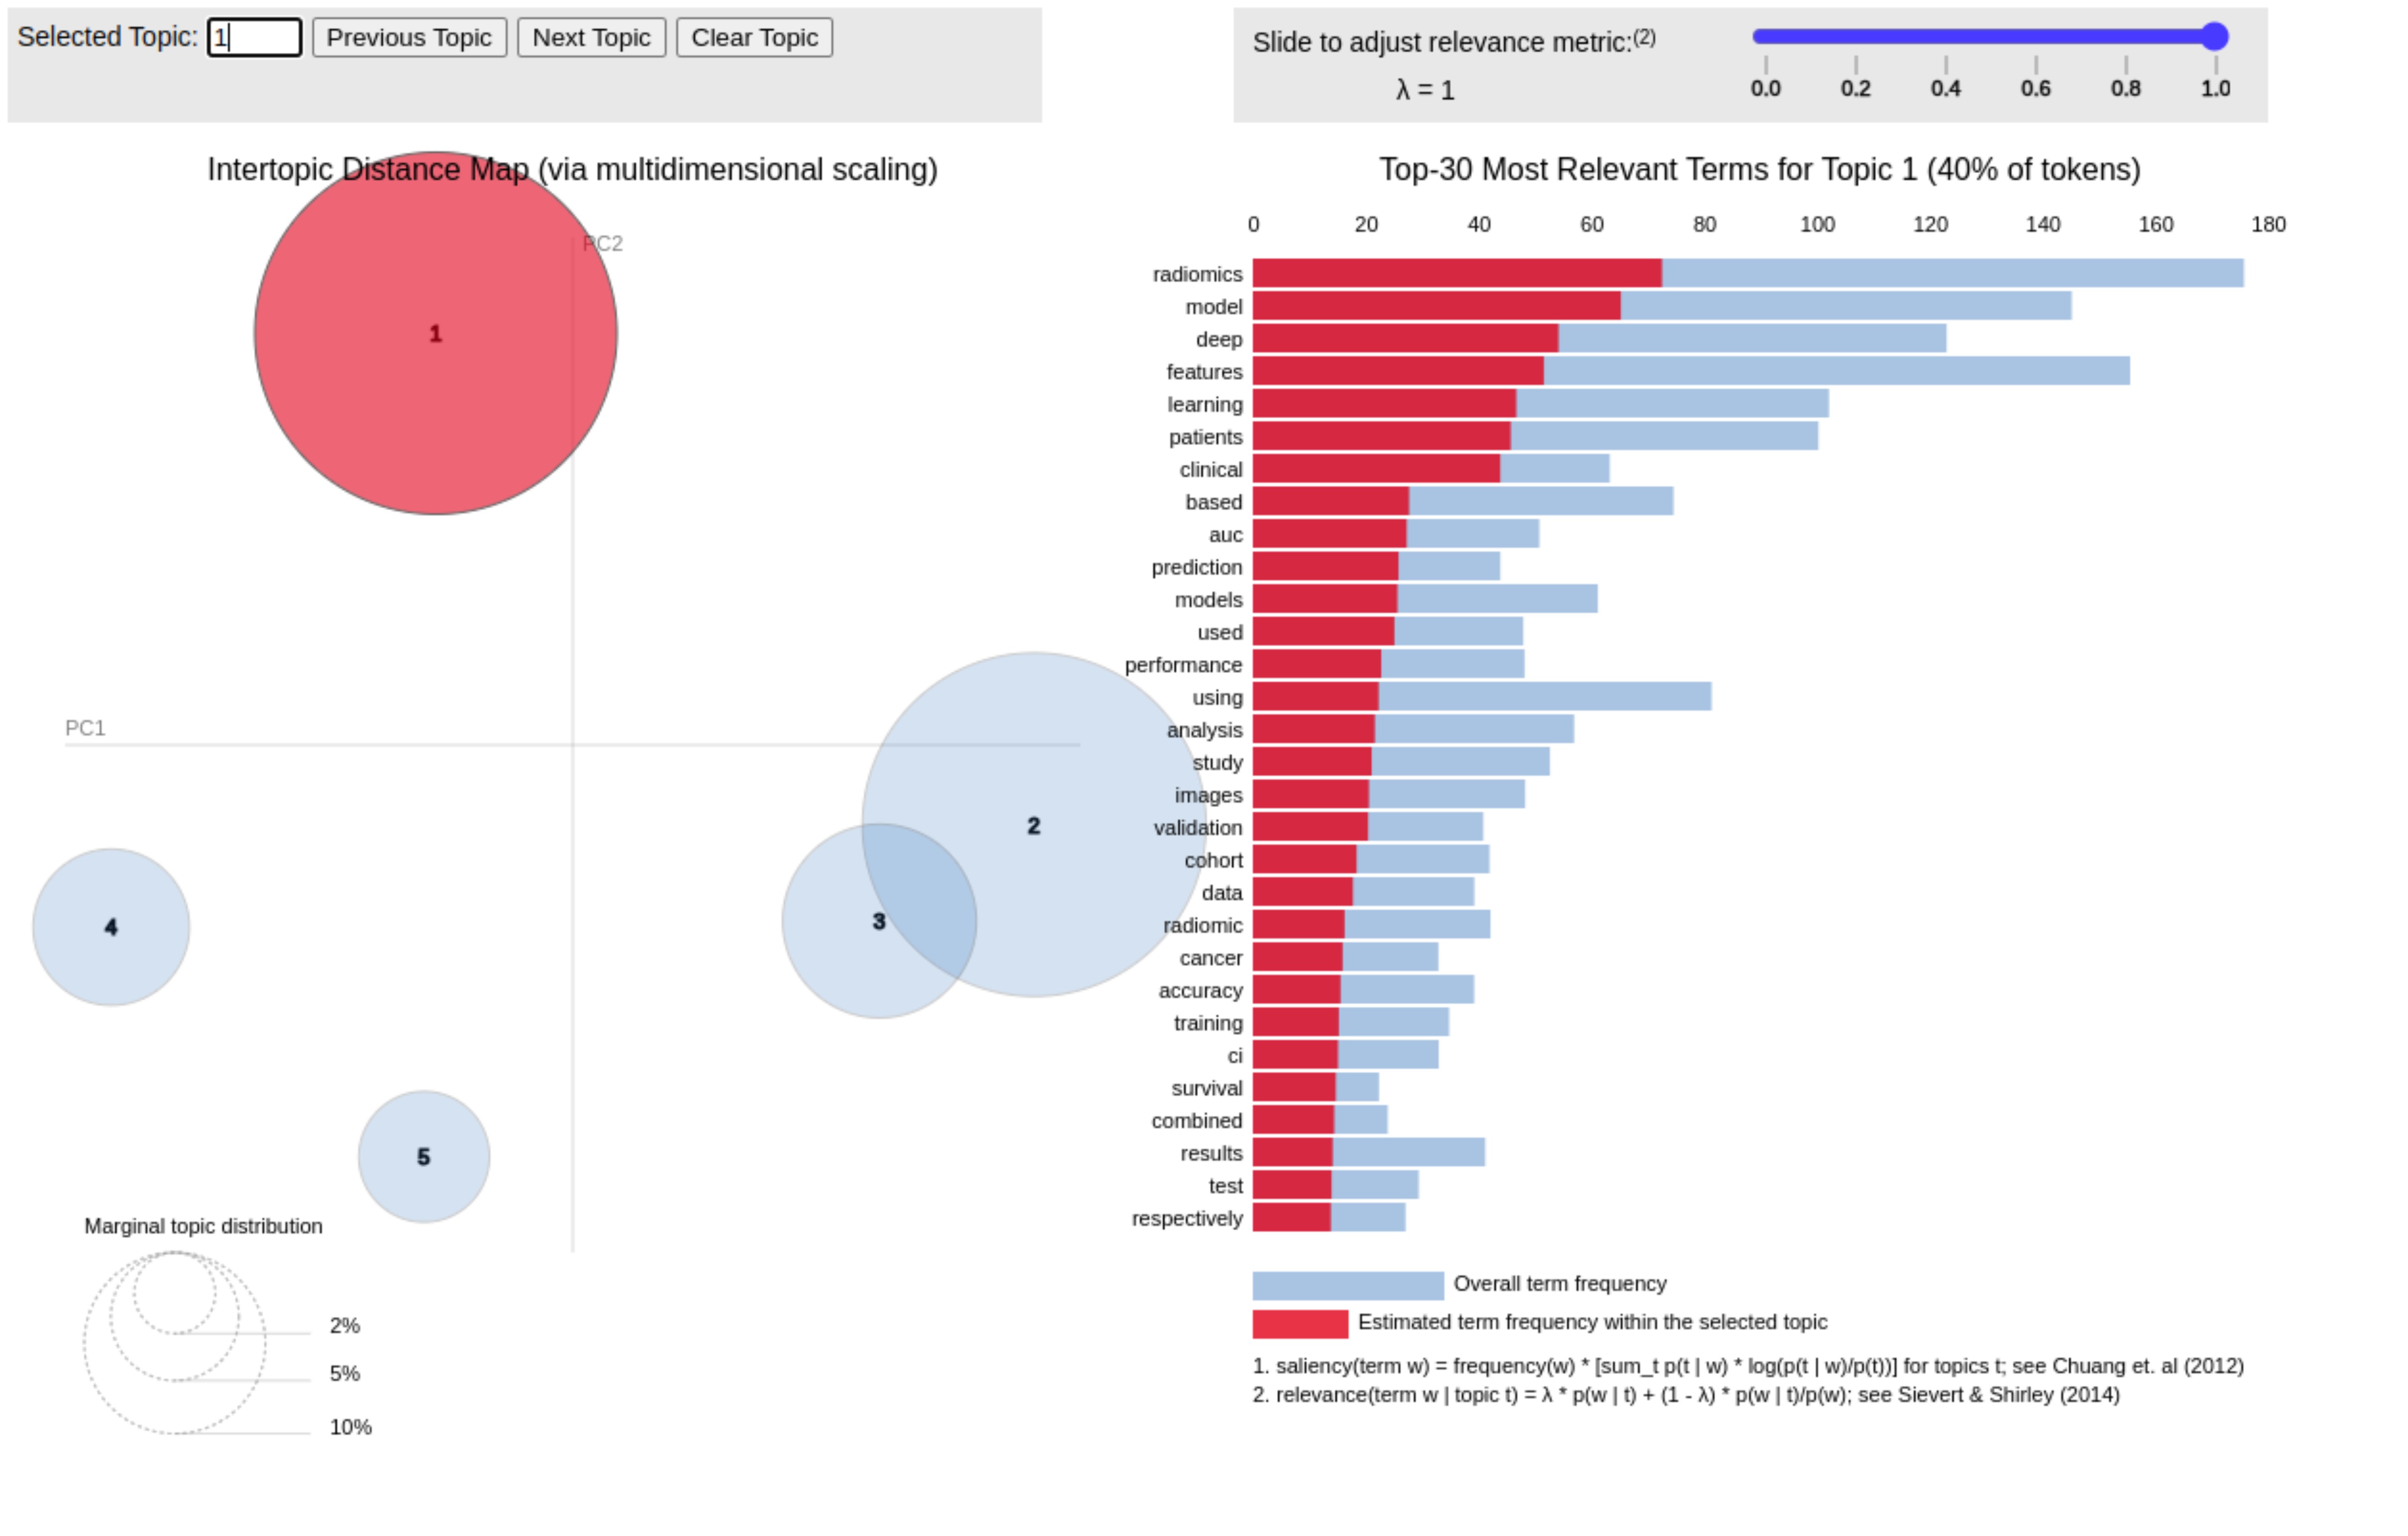 Selected Topic: 1 Previous Topic Next Topic Clear Topic
Slide to adjust relevance metric:(2)
λ = 1
0.0 0.2 0.4 0.6 0.8 1.0
Intertopic Distance Map (via multidimensional scaling)
PC2
1
PC1
2
3
4
5
Marginal topic distribution
2%
5%
10%
Top-30 Most Relevant Terms for Topic 1 (40% of tokens)
0 20 40 60 80 100 120 140 160 180
radiomics
model
deep
features
learning
patients
clinical
based
auc
prediction
models
used
performance
using
analysis
study
images
validation
cohort
data
radiomic
cancer
accuracy
training
ci
survival
combined
results
test
respectively
Overall term frequency
Estimated term frequency within the selected topic
1. saliency(term w) = frequency(w) * [sum_t p(t | w) * log(p(t | w)/p(t))] for topics t; see Chuang et. al (2012)
2. relevance(term w | topic t) = λ * p(w | t) + (1 - λ) * p(w | t)/p(w); see Sievert & Shirley (2014)